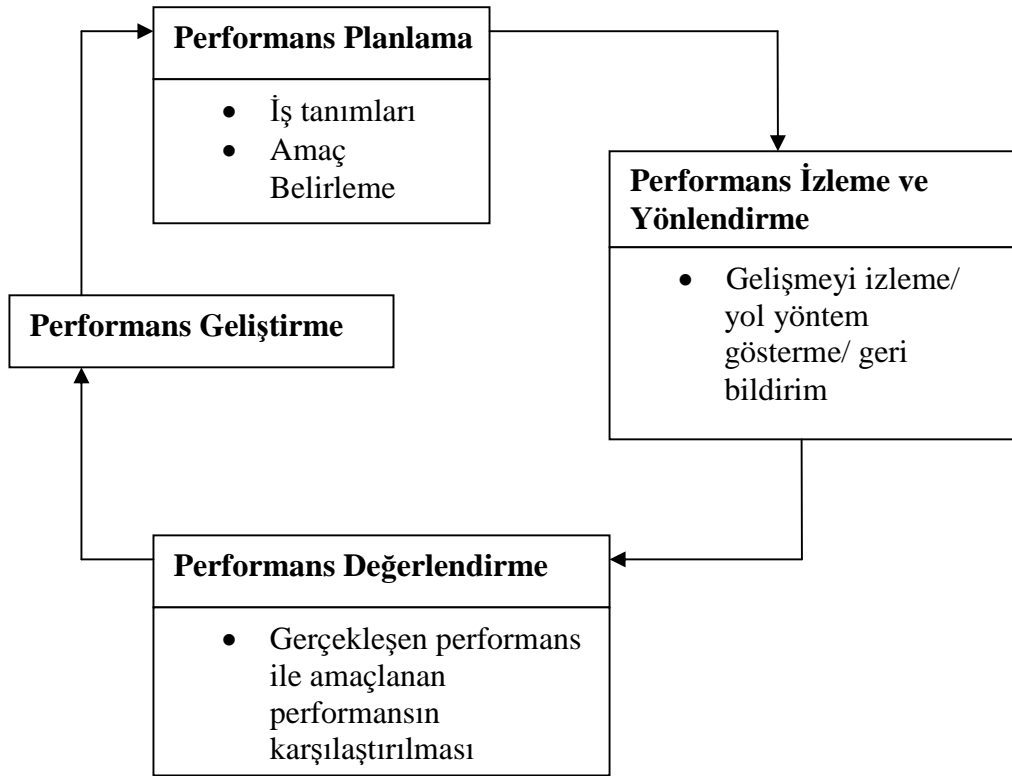 Performans Planlama
• İş tanımları
• Amaç
Belirleme
Performans İzleme ve
Yönlendirme
• Gelişmeyi izleme/
yol yöntem
gösterme/ geri
bildirim
Performans Geliştirme
Performans Değerlendirme
• Gerçekleşen performans
ile amaçlanan
performansın
karşılaştırılması